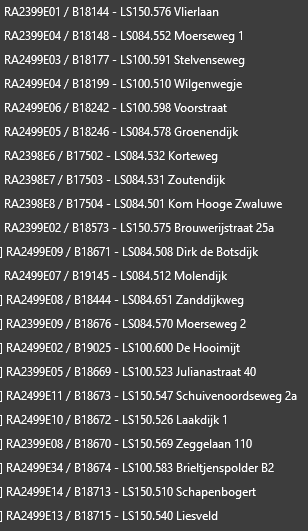 RA2399E01 / B18144 - LS150.576 Vlierlaan
RA2399E04 / B18148 - LS084.552 Moerseweg 1
RA2399E03 / B18177 - LS100.591 Stelvenseweg
RA2499E04 / B18199 - LS100.510 Wilgenwegje
RA2499E06 / B18242 - LS100.598 Voorstraat
RA2499E05 / B18246 - LS084.578 Groenendijk
RA2398E6 / B17502 - LS084.532 Korteweg
RA2398E7 / B17503 - LS084.531 Zoutendijk
RA2398E8 / B17504 - LS084.501 Kom Hooge Zwaluwe
RA2399E02 / B18573 - LS150.575 Brouwerijstraat 25a
] RA2499E09 / B18671 - LS084.508 Dirk de Botsdijk
RA2499E07 / B19145 - LS084.512 Molendijk
] RA2499E08 / B18444 - LS084.651 Zanddijkweg
] RA2399E09 / B18676 - LS084.570 Moerseweg 2
] RA2499E02 / B19025 - LS100.600 De Hooimijt
] RA2399E05 / B18669 - LS100.523 Julianastraat 40
] RA2499E11 / B18673 - LS150.547 Schuivenoordseweg 2a
] RA2499E10 / B18672 - LS150.526 Laakdijk 1
] RA2399E08 / B18670 - LS150.569 Zeggelaan 110
] RA2499E34 / B18674 - LS100.583 Brieltjenspolder B2
] RA2499E14 / B18713 - LS150.510 Schapenbogert
] RA2499E13 / B18715 - LS150.540 Liesveld